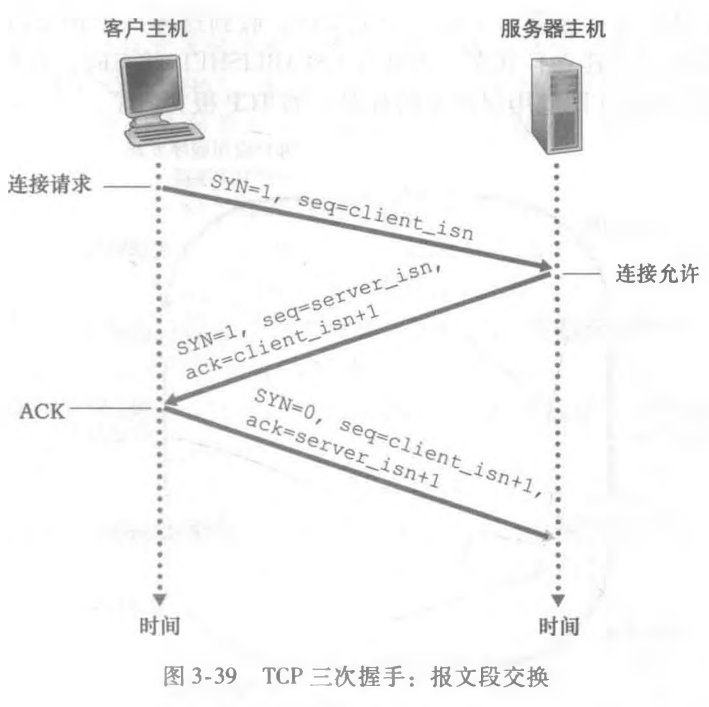 客户主机
服务器主机
连接请求
SYN=1, seq=client_isn
连接允许
SYN=1, seq=server_isn,
ack=client_isn+1
ACK
SYN=0, seq=client_isn+1,
ack=server_isn+1
时间
时间
图 3-39 TCP 三次握手：报文段交换